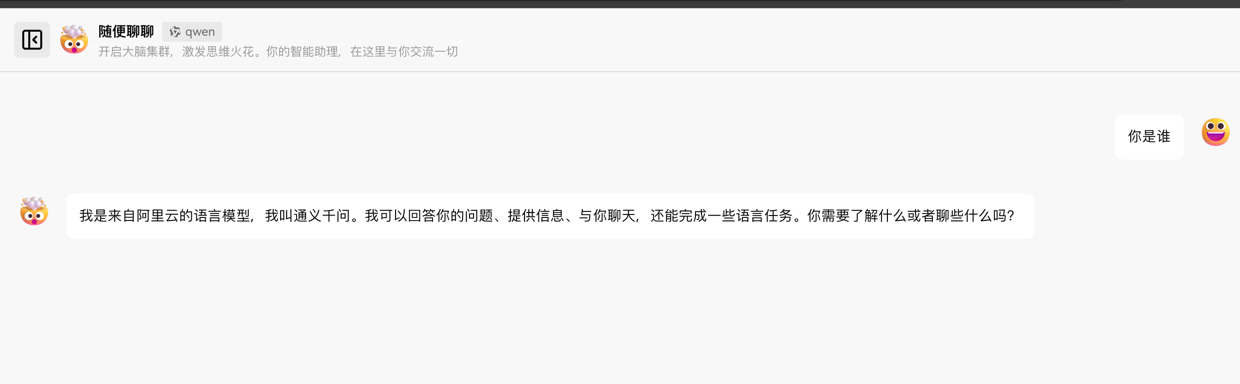 随便聊聊 qwen
开启大脑集群，激发思维火花。你的智能助理，在这里与你交流一切
你是谁
我是来自阿里云的语言模型，我叫通义千问。我可以回答你的问题、提供信息、与你聊天，还能完成一些语言任务。你需要了解什么或者聊些什么吗？